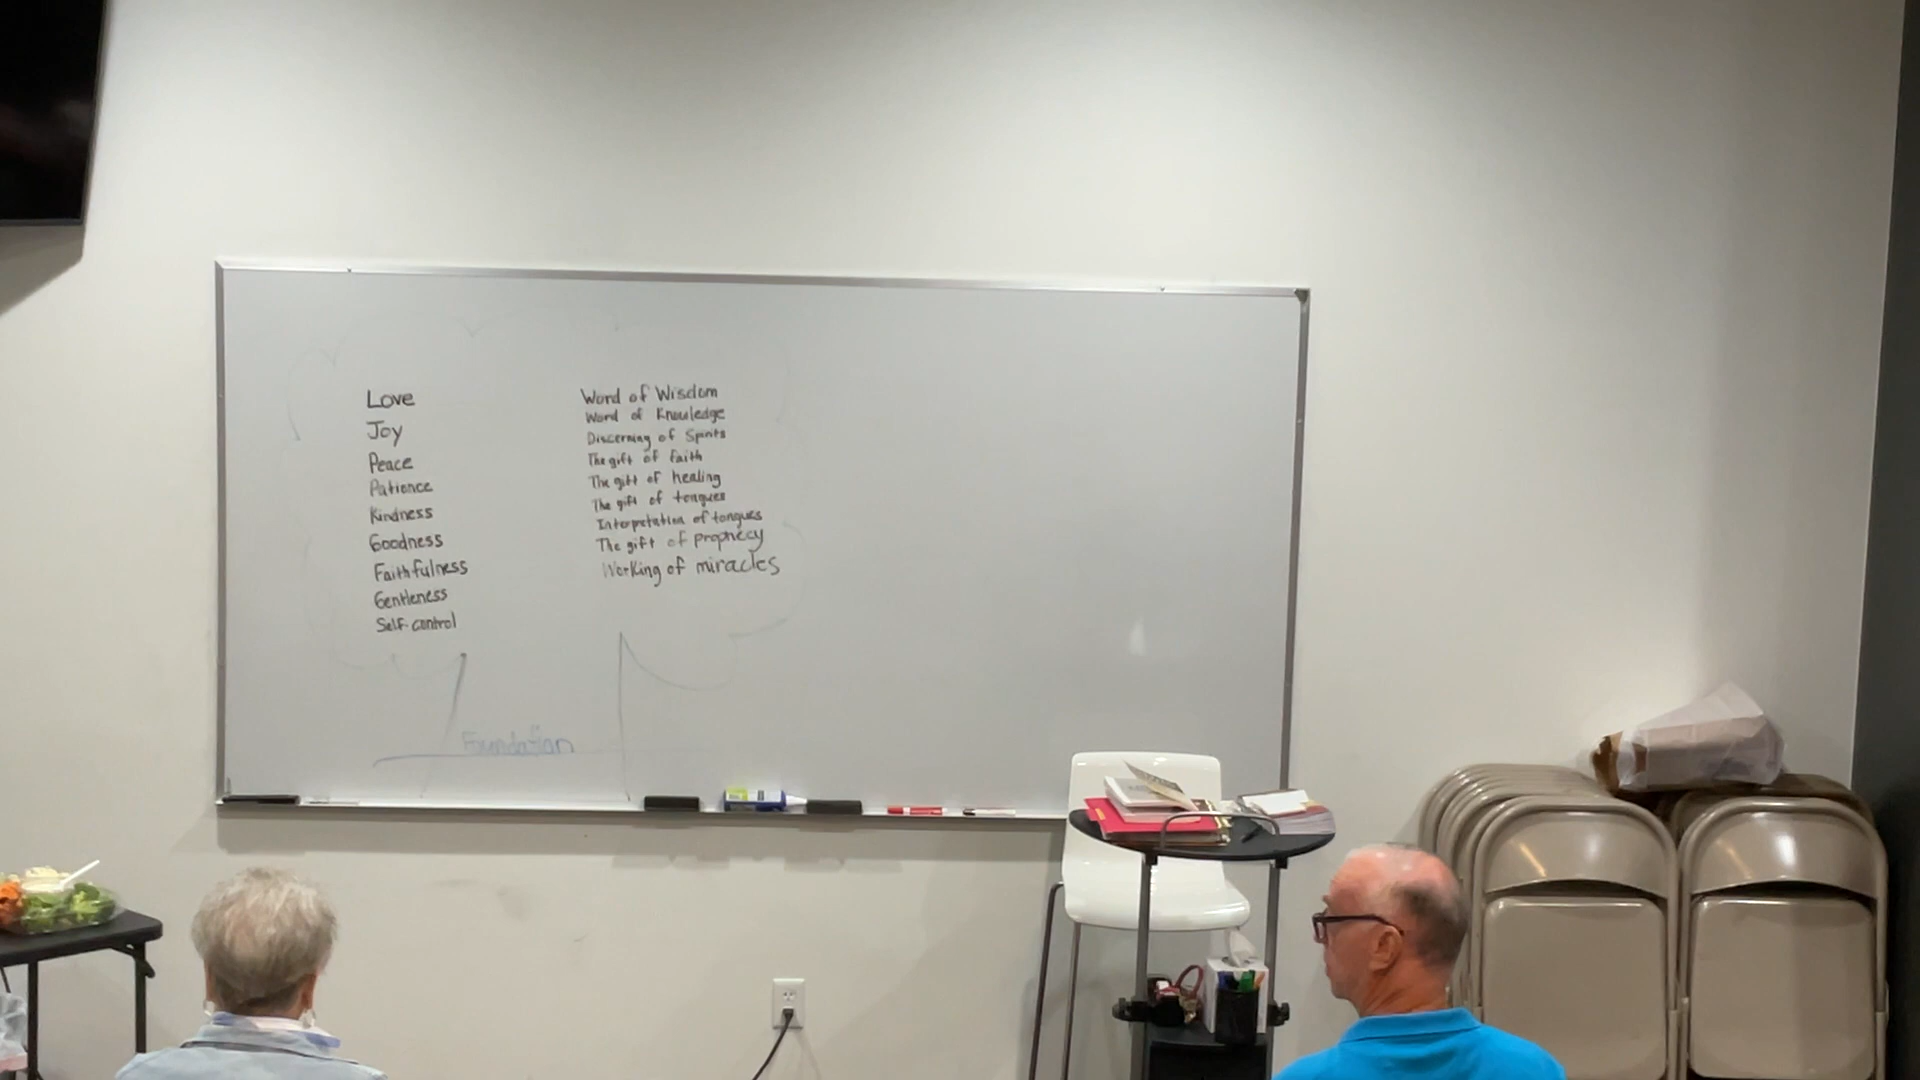 Love
Joy
Peace
Patience
Kindness
Goodness
Faithfulness
Gentleness
Self-control
Word of Wisdom
Word of Knowledge
Discerning of Spirits
The gift of faith
The gift of healing
The gift of tongues
Interpretation of tongues
The gift of prophecy
Working of miracles
Foundation